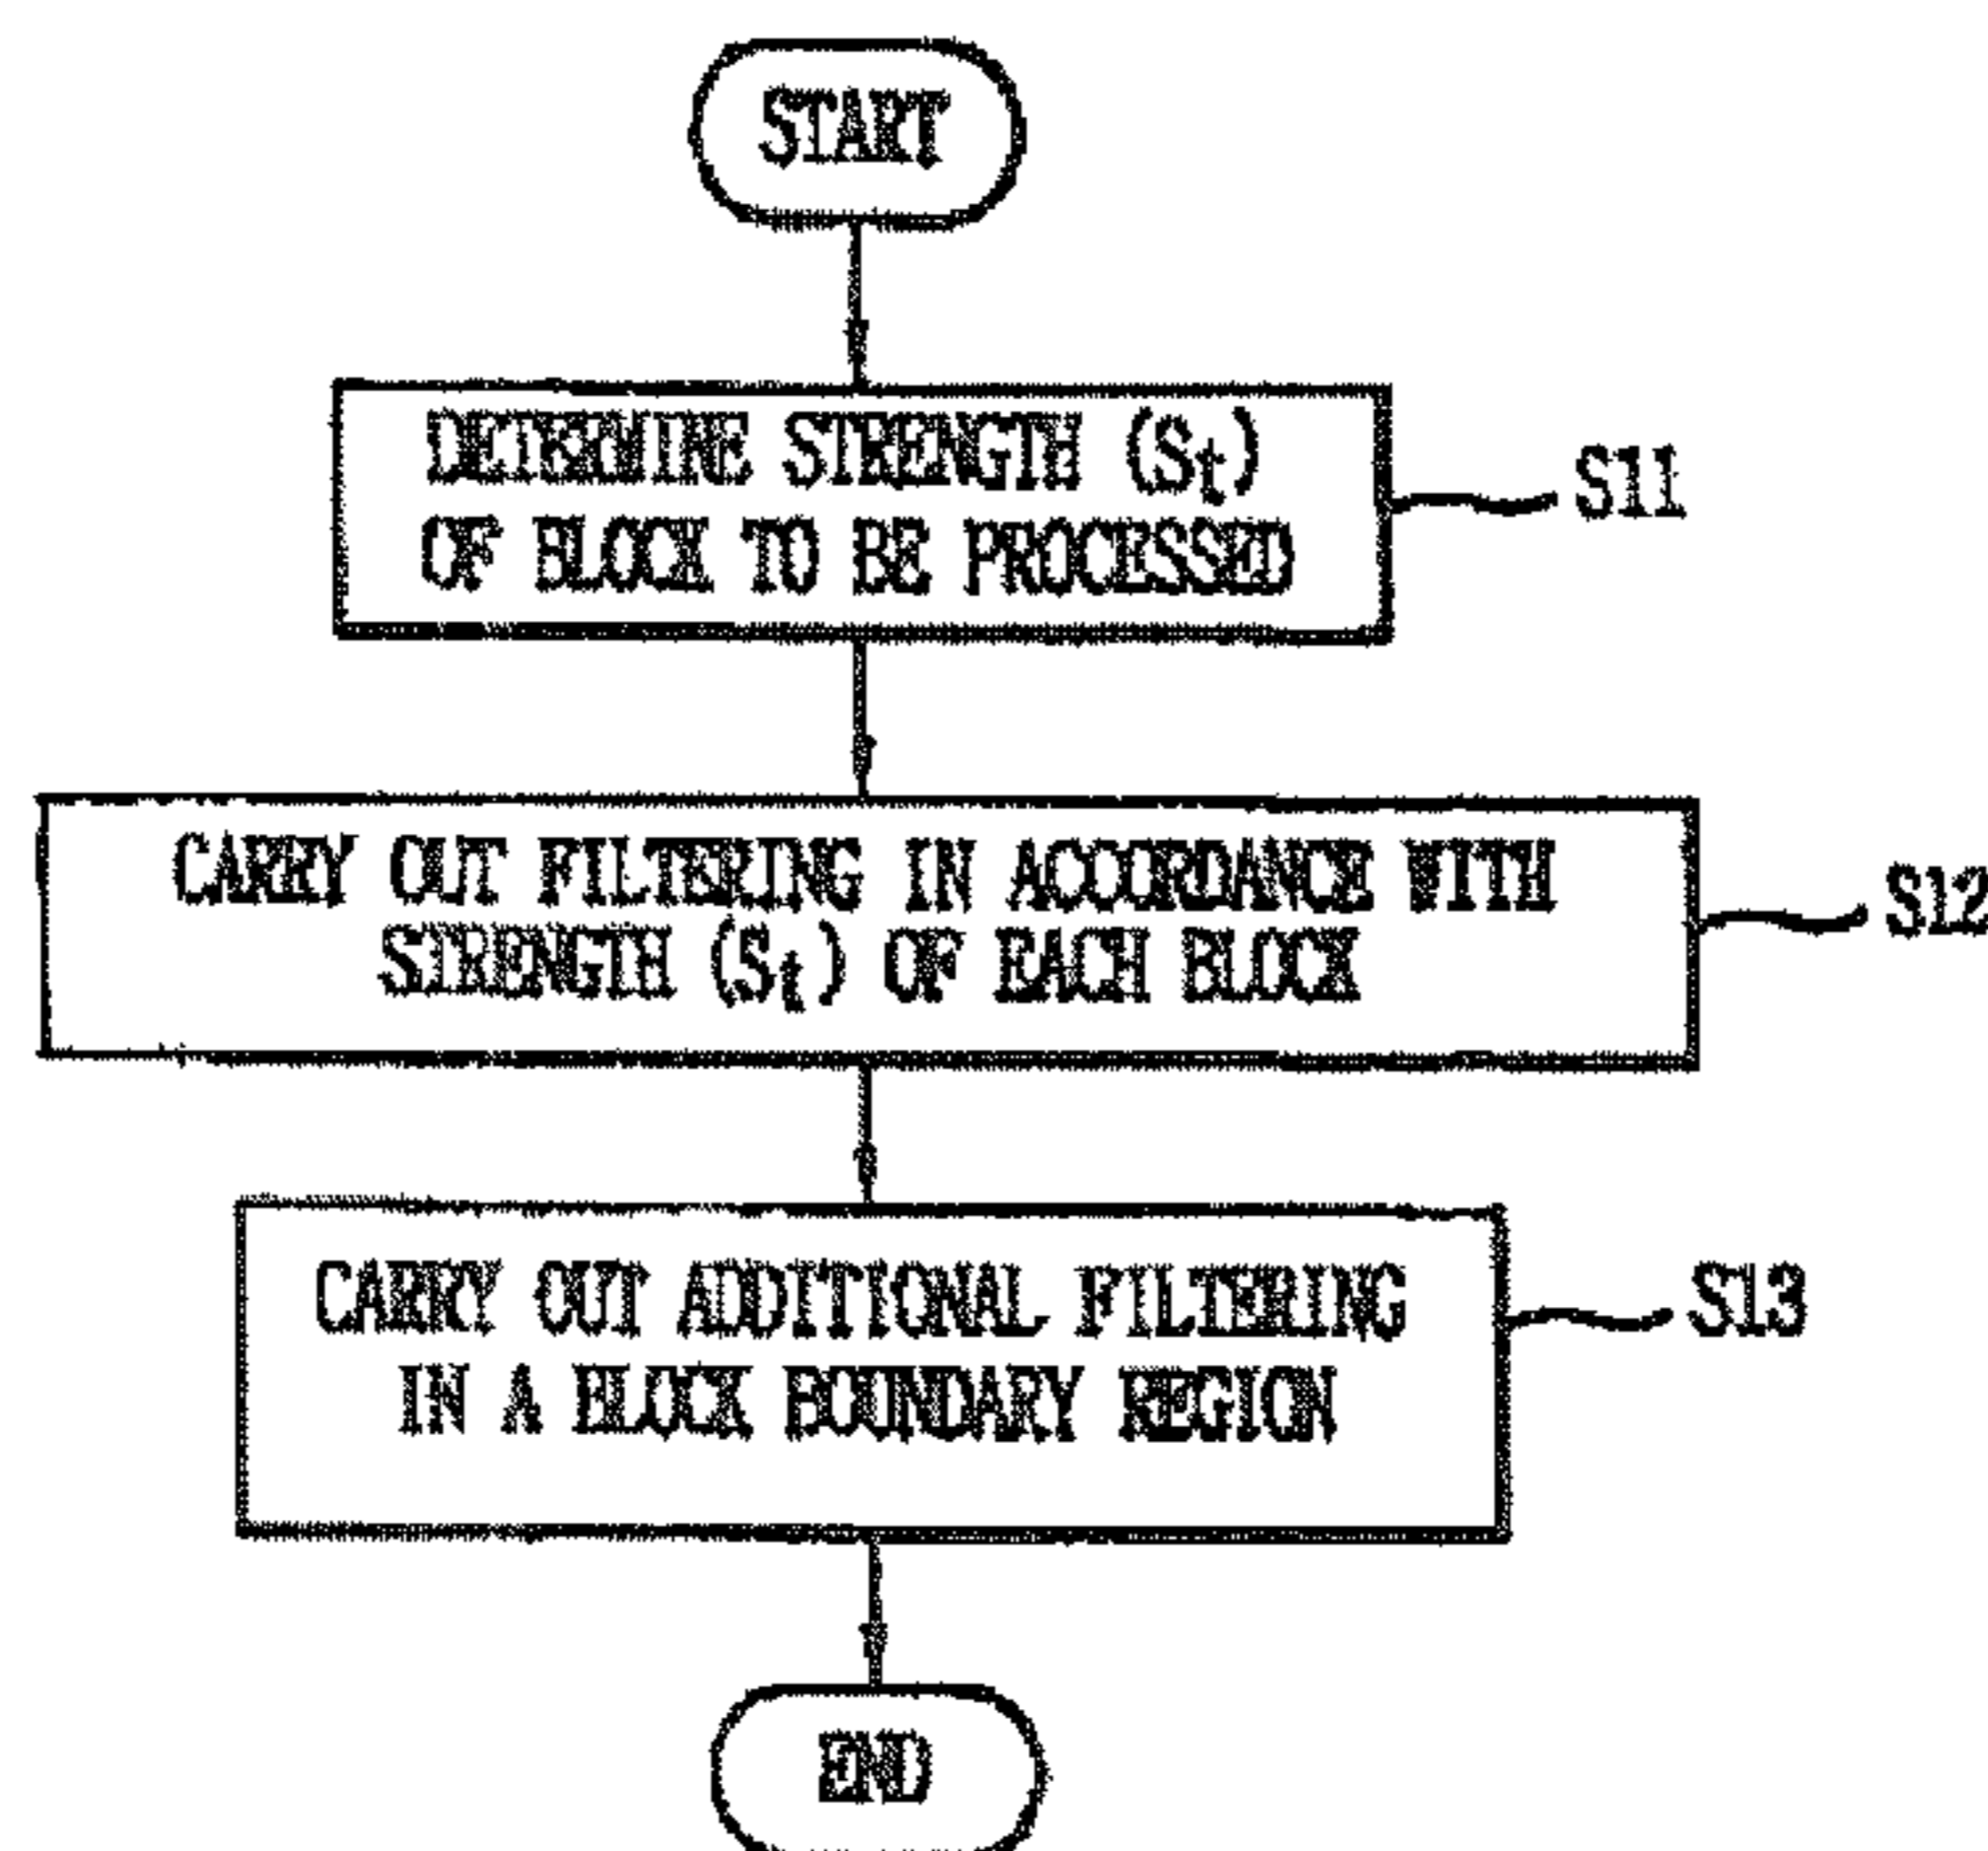 START
DETERMINE STRENGTH (St)
OF BLOCK TO BE PROCESSED
S11
CARRY OUT FILTERING IN ACCORDANCE WITH
STRENGTH (St) OF EACH BLOCK
S12
CARRY OUT ADDITIONAL FILTERING
IN A BLOCK BOUNDARY REGION
S13
END